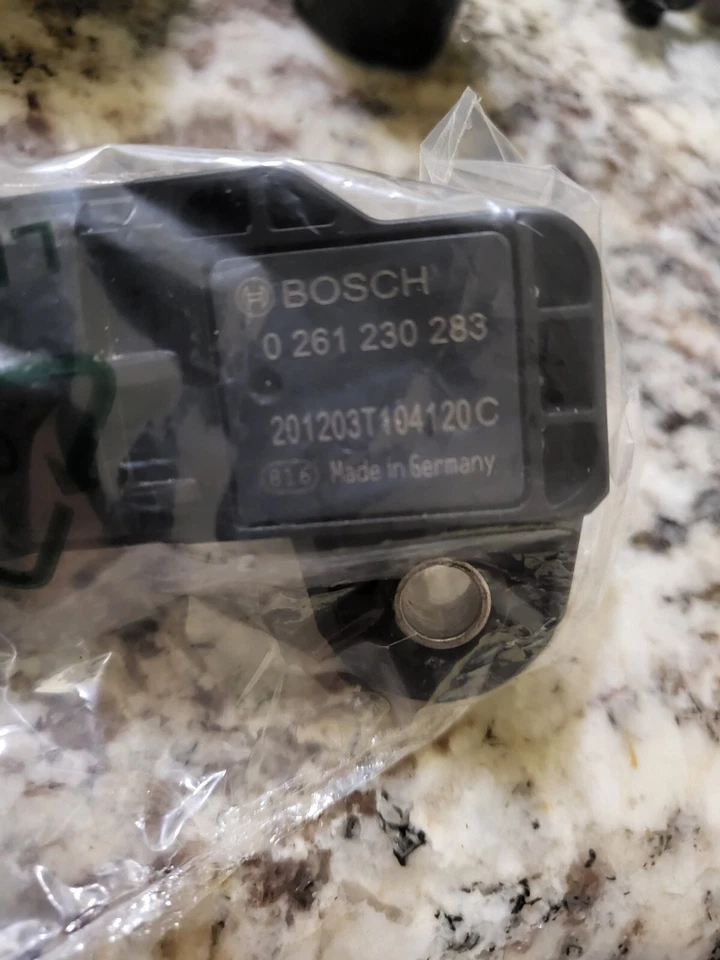 BOSCH
0 261 230 283
201203T104120C
816 Made in Germany